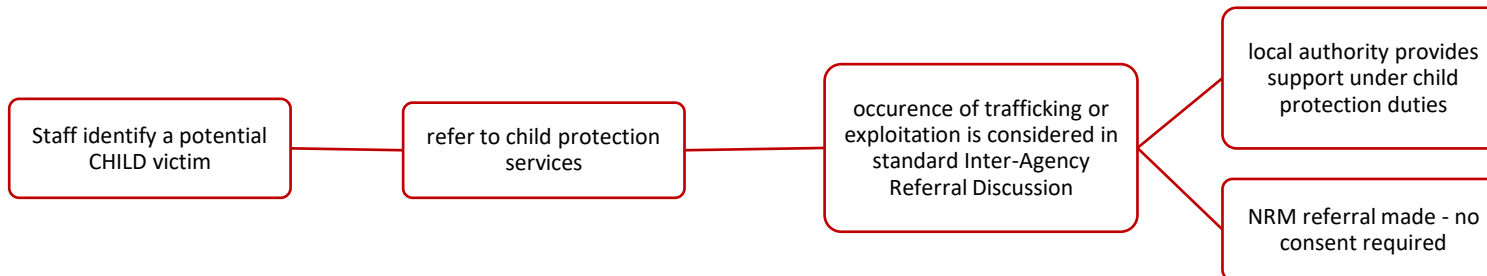 Staff identify a potential
CHILD victim
refer to child protection
services
occurence of trafficking or
exploitation is considered in
standard Inter-Agency
Referral Discussion
local authority provides
support under child
protection duties
NRM referral made - no
consent required